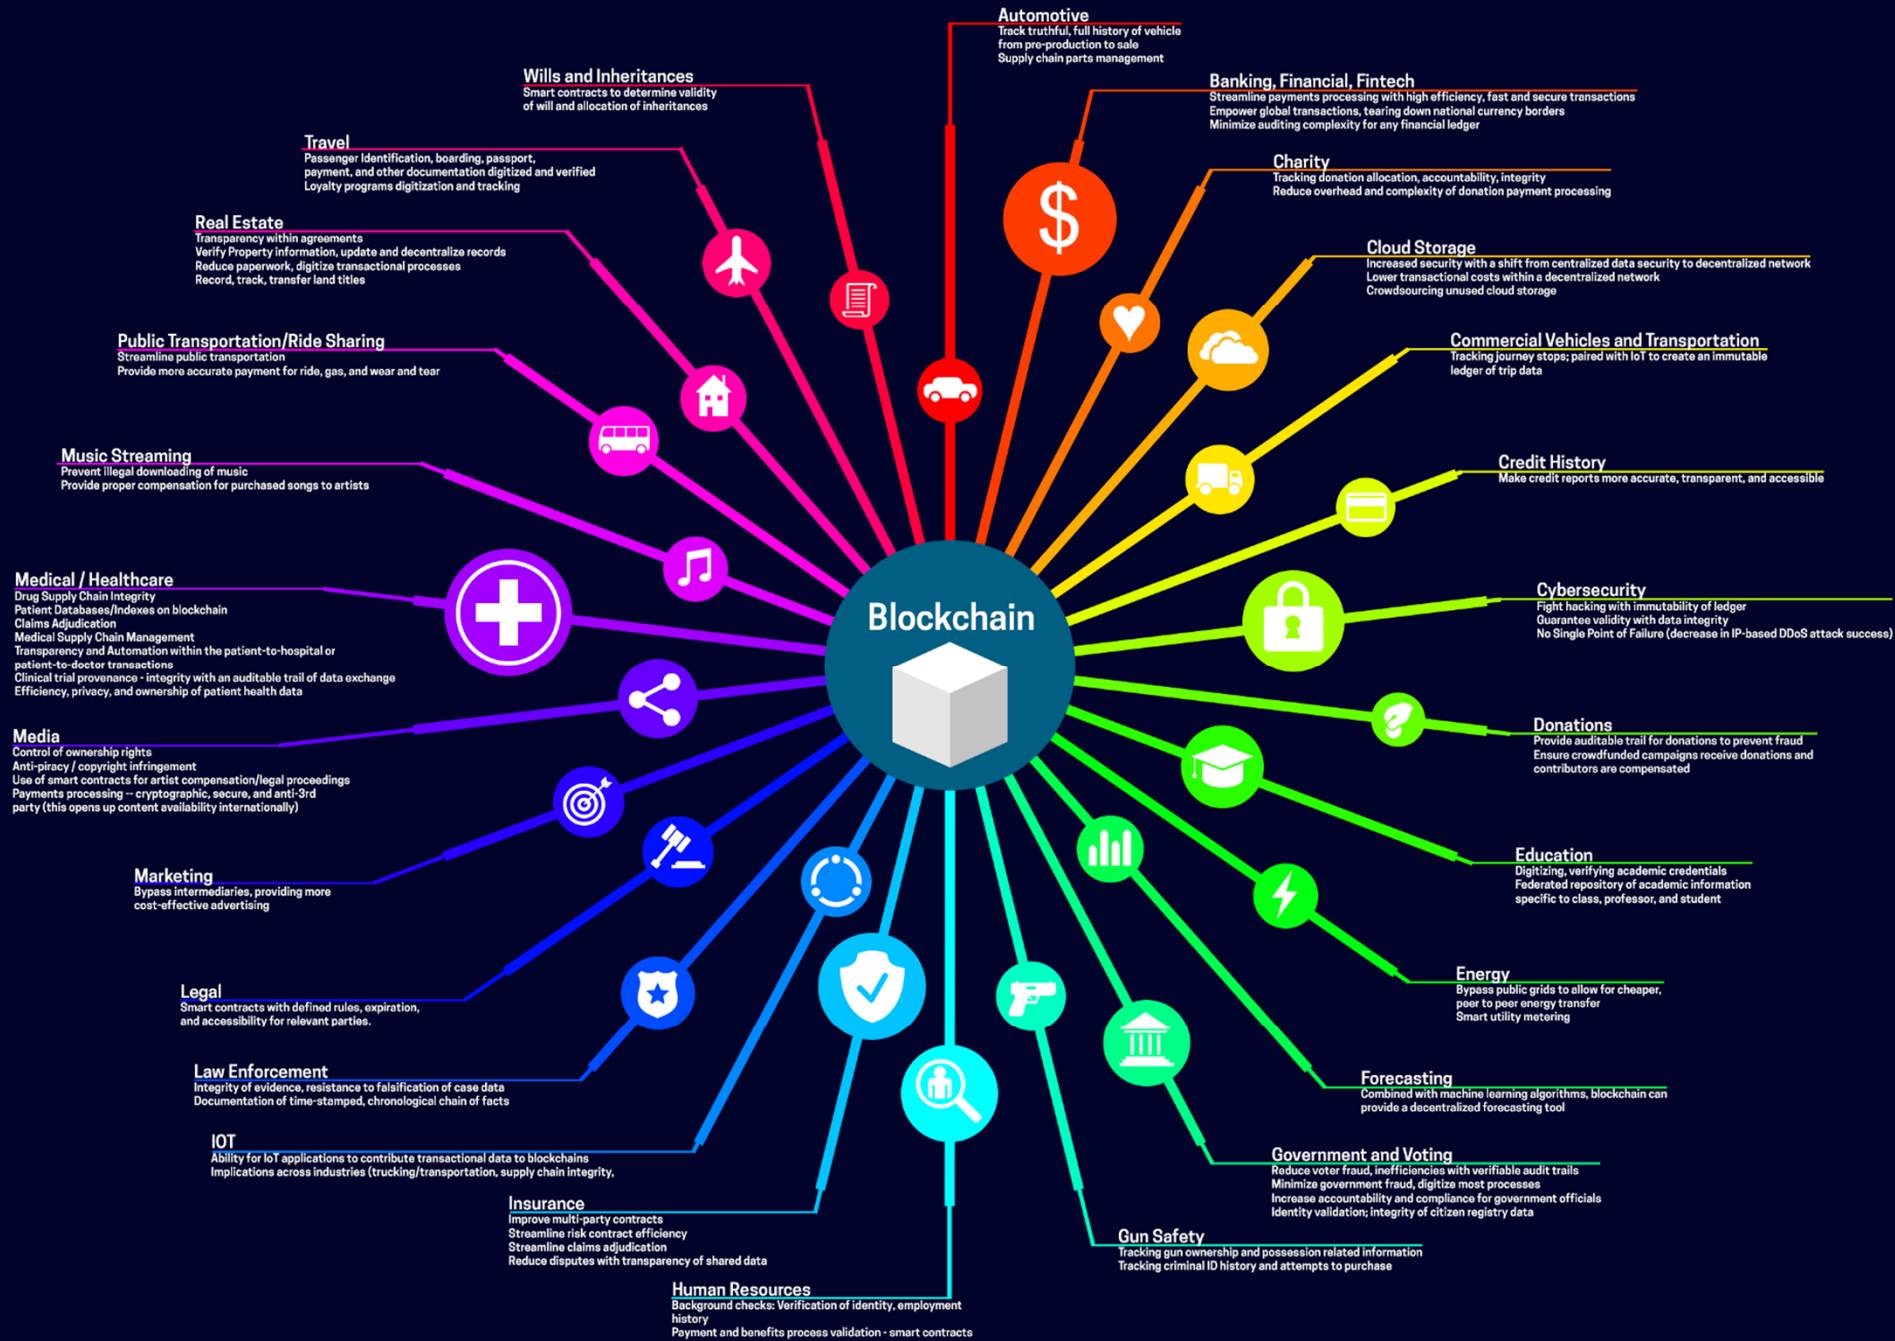 Blockchain
Automotive
Track truthful, full history of vehicle
from pre-production to sale
Supply chain parts management
Banking, Financial, Fintech
Streamline payments processing with high efficiency, fast and secure transactions
Empower global transactions, tearing down national currency borders
Minimize auditing complexity for any financial ledger
Charity
Tracking donation allocation, accountability, integrity
Reduce overhead and complexity of donation payment processing
Cloud Storage
Increased security with a shift from centralized data security to decentralized network
Lower transactional costs within a decentralized network
Crowdsourcing unused cloud storage
Commercial Vehicles and Transportation
Tracking journey stops; paired with IoT to create an immutable
ledger of trip data
Credit History
Make credit reports more accurate, transparent, and accessible
Cybersecurity
Fight hacking with immutability of ledger
Guarantee validity with data integrity
No Single Point of Failure (decrease in IP-based DDoS attack success)
Donations
Provide auditable trail for donations to prevent fraud
Ensure crowdfunded campaigns receive donations and
contributors are compensated
Education
Digitizing, verifying academic credentials
Federated repository of academic information
specific to class, professor, and student
Energy
Bypass public grids to allow for cheaper,
peer to peer energy transfer
Smart utility metering
Forecasting
Combined with machine learning algorithms, blockchain can
provide a decentralized forecasting tool
Government and Voting
Reduce voter fraud, inefficiencies with verifiable audit trails
Minimize government fraud, digitize most processes
Increase accountability and compliance for government officials
Identity validation; integrity of citizen registry data
Gun Safety
Tracking gun ownership and possession related information
Tracking criminal ID history and attempts to purchase
Human Resources
Background checks: Verification of identity, employment
history
Payment and benefits process validation - smart contracts
Insurance
Improve multi-party contracts
Streamline risk contract efficiency
Streamline claims adjudication
Reduce disputes with transparency of shared data
IOT
Ability for IoT applications to contribute transactional data to blockchains
Implications across industries (trucking/transportation, supply chain integrity,
Law Enforcement
Integrity of evidence, resistance to falsification of case data
Documentation of time-stamped, chronological chain of facts
Legal
Smart contracts with defined rules, expiration,
and accessibility for relevant parties.
Marketing
Bypass intermediaries, providing more
cost-effective advertising
Media
Control of ownership rights
Anti-piracy / copyright infringement
Use of smart contracts for artist compensation/legal proceedings
Payments processing -- cryptographic, secure, and anti-3rd
party (this opens up content availability internationally)
Medical / Healthcare
Drug Supply Chain Integrity
Patient Databases/Indexes on blockchain
Claims Adjudication
Medical Supply Chain Management
Transparency and Automation within the patient-to-hospital or
patient-to-doctor transactions
Clinical trial provenance - integrity with an auditable trail of data exchange
Efficiency, privacy, and ownership of patient health data
Music Streaming
Prevent illegal downloading of music
Provide proper compensation for purchased songs to artists
Public Transportation/Ride Sharing
Streamline public transportation
Provide more accurate payment for ride, gas, and wear and tear
Real Estate
Transparency within agreements
Verify Property information, update and decentralize records
Reduce paperwork, digitize transactional processes
Record, track, transfer land titles
Travel
Passenger Identification, boarding, passport,
payment, and other documentation digitized and verified
Loyalty programs digitization and tracking
Wills and Inheritances
Smart contracts to determine validity
of will and allocation of inheritances
$